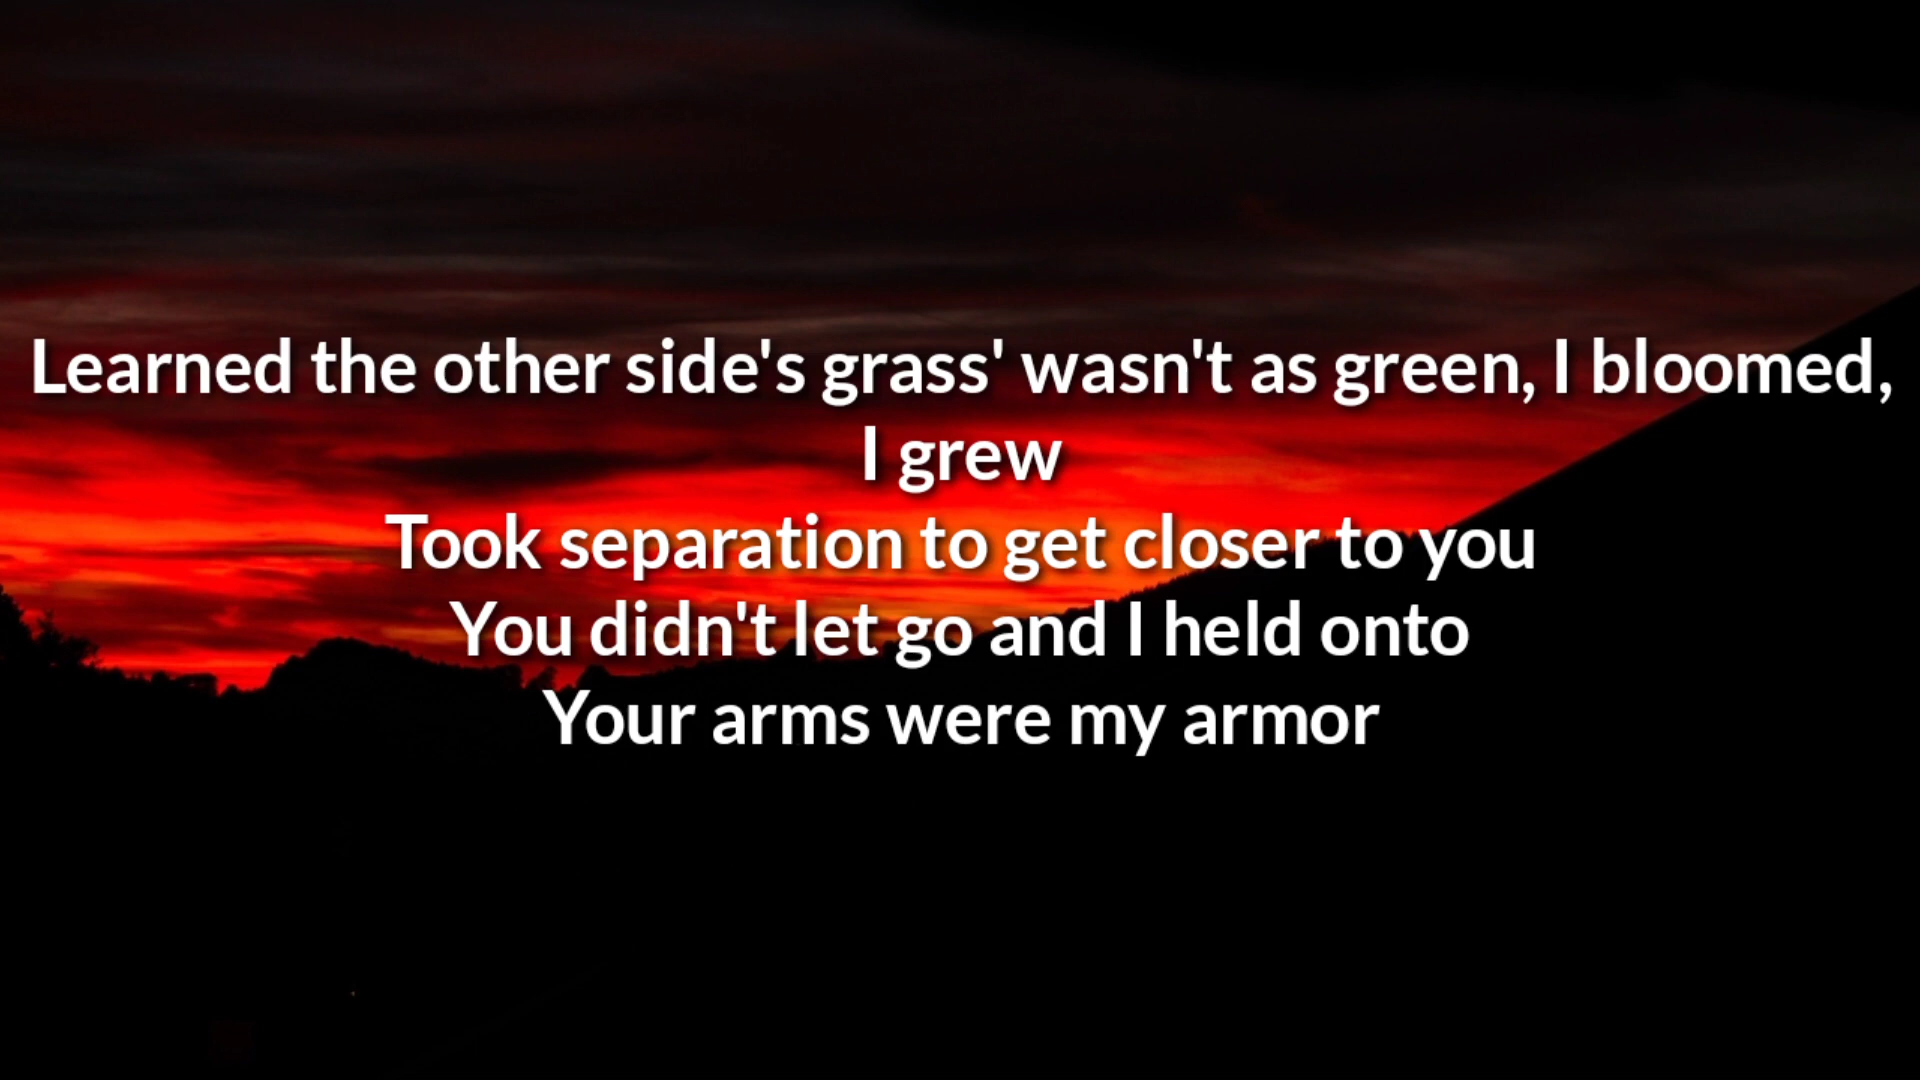 Learned the other side's grass' wasn't as green, I bloomed,
I grew
Took separation to get closer to you
You didn't let go and I held onto
Your arms were my armor